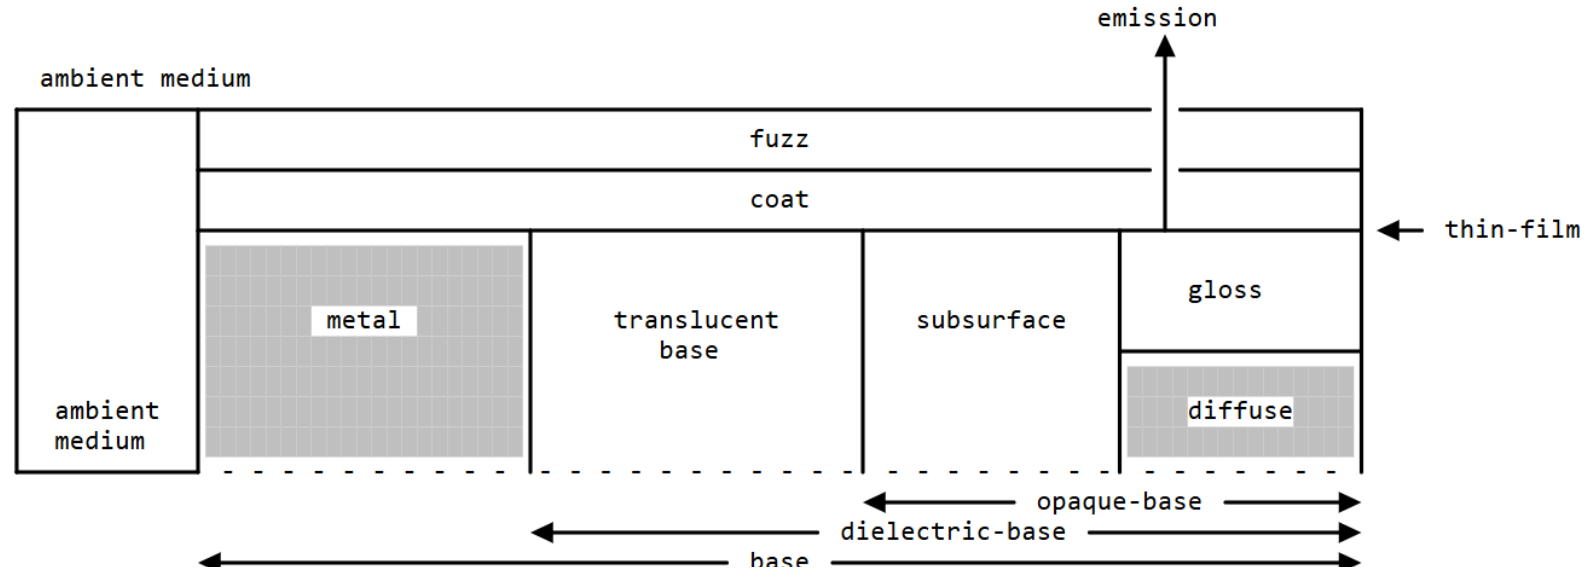 emission
ambient medium
fuzz
coat
thin-film
gloss
metal
translucent
base
subsurface
ambient
medium
diffuse
opaque-base
dielectric-base
base